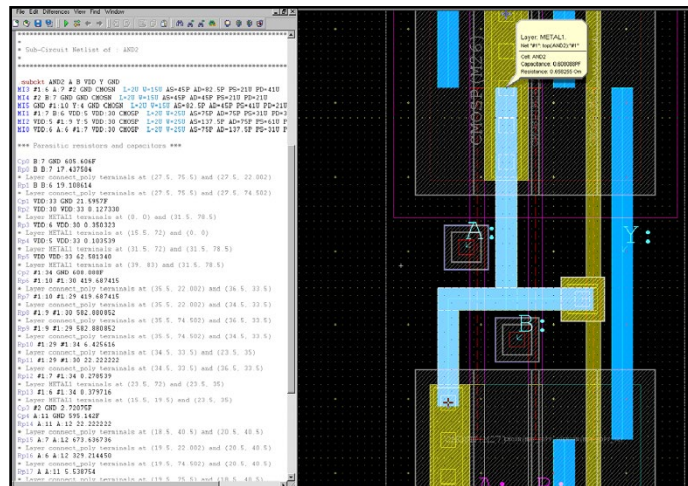 File Edit Differences View Tools Window Help
* Sub-Circuit Netlist of : AND2
*
.subckt AND2 A B VDD Y GND
MI3 #1:6 A:7 #2 GND CMOSN L=2U W=15U AS=45P AD=82.5P PS=21U PD=41U
MI4 #2 B:7 GND GND CMOSN L=2U W=15U AS=45P AD=45P PS=21U PD=21U
MI5 GND #1:10 Y:4 GND CMOSN L=2U W=15U AS=82.5P AD=45P PS=41U PD=21U
MI1 #1:7 B:6 VDD:5 VDD:30 CMOSP L=2U W=25U AS=75P AD=75P PS=31U PD=3
MI2 VDD:5 #1:9 Y:5 VDD:30 CMOSP L=2U W=25U AS=137.5P AD=75P PS=61U P
MI0 VDD:6 A:6 #1:7 VDD:30 CMOSP L=2U W=25U AS=75P AD=137.5P PS=31U P
*** Parasitic resistors and capacitors ***
Cp0 B:7 GND 605.606F
Rp0 B B:7 17.437584
* Layer connect_poly terminals at (27.5, 75.5) and (27.5, 22.002)
Rp1 B B:6 19.108614
* Layer connect_poly terminals at (27.5, 75.5) and (27.5, 74.502)
Cp1 VDD:33 GND 21.5957F
Rp2 VDD:30 VDD:33 0.127330
* Layer METAL1 terminals at (0, 0) and (31.5, 78.5)
Rp3 VDD:6 VDD:30 0.350323
* Layer METAL1 terminals at (15.5, 72) and (0, 0)
Rp4 VDD:5 VDD:33 0.103539
* Layer METAL1 terminals at (31.5, 72) and (31.5, 78.5)
Rp5 VDD VDD:33 62.501340
* Layer METAL1 terminals at (39, 83) and (31.5, 78.5)
Cp2 #1:34 GND 608.088F
Rp6 #1:10 #1:30 419.687415
* Layer connect_poly terminals at (35.5, 22.002) and (36.5, 33.5)
Rp7 #1:10 #1:29 419.687415
* Layer connect_poly terminals at (35.5, 22.002) and (34.5, 33.5)
Rp8 #1:9 #1:30 582.880852
* Layer connect_poly terminals at (35.5, 74.502) and (36.5, 33.5)
Rp9 #1:9 #1:29 582.880852
* Layer connect_poly terminals at (35.5, 74.502) and (34.5, 33.5)
Rp10 #1:29 #1:34 6.425616
* Layer METAL1 terminals at (34.5, 33.5) and (23.5, 35)
Rp11 #1:29 #1:30 22.222222
* Layer connect_poly terminals at (34.5, 33.5) and (36.5, 33.5)
Rp12 #1:7 #1:34 0.278539
* Layer METAL1 terminals at (23.5, 72) and (23.5, 35)
Rp13 #1:6 #1:34 0.379716
* Layer METAL1 terminals at (15.5, 19.5) and (23.5, 35)
Cp3 #2 GND 2.72075F
Cp4 A:11 GND 595.142F
Rp14 A:11 A:12 22.222222
* Layer connect_poly terminals at (18.5, 40.5) and (20.5, 40.5)
Rp15 A:7 A:12 673.636736
* Layer connect_poly terminals at (19.5, 22.002) and (20.5, 40.5)
Rp16 A:6 A:12 329.214450
* Layer connect_poly terminals at (19.5, 74.502) and (20.5, 40.5)
Rp17 A A:11 5.538754
Layer: METAL1.
Net "#1": top(AND2):"#1"
Cell: AND2
Capacitance: 0.608088PF
CMOSP(M26)
A:
Y:
B: